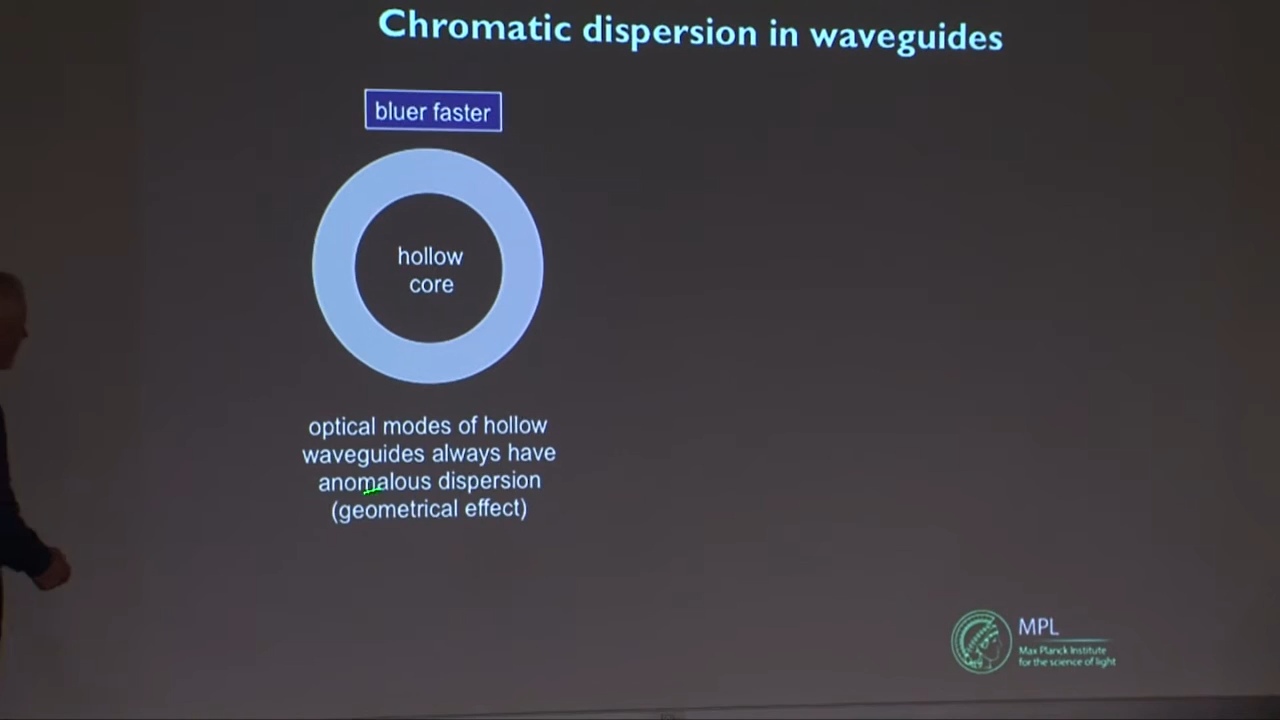 Chromatic dispersion in waveguides
bluer faster
hollow
core
optical modes of hollow
waveguides always have
anomalous dispersion
(geometrical effect)
MPL
Max Planck Institute
for the science of light